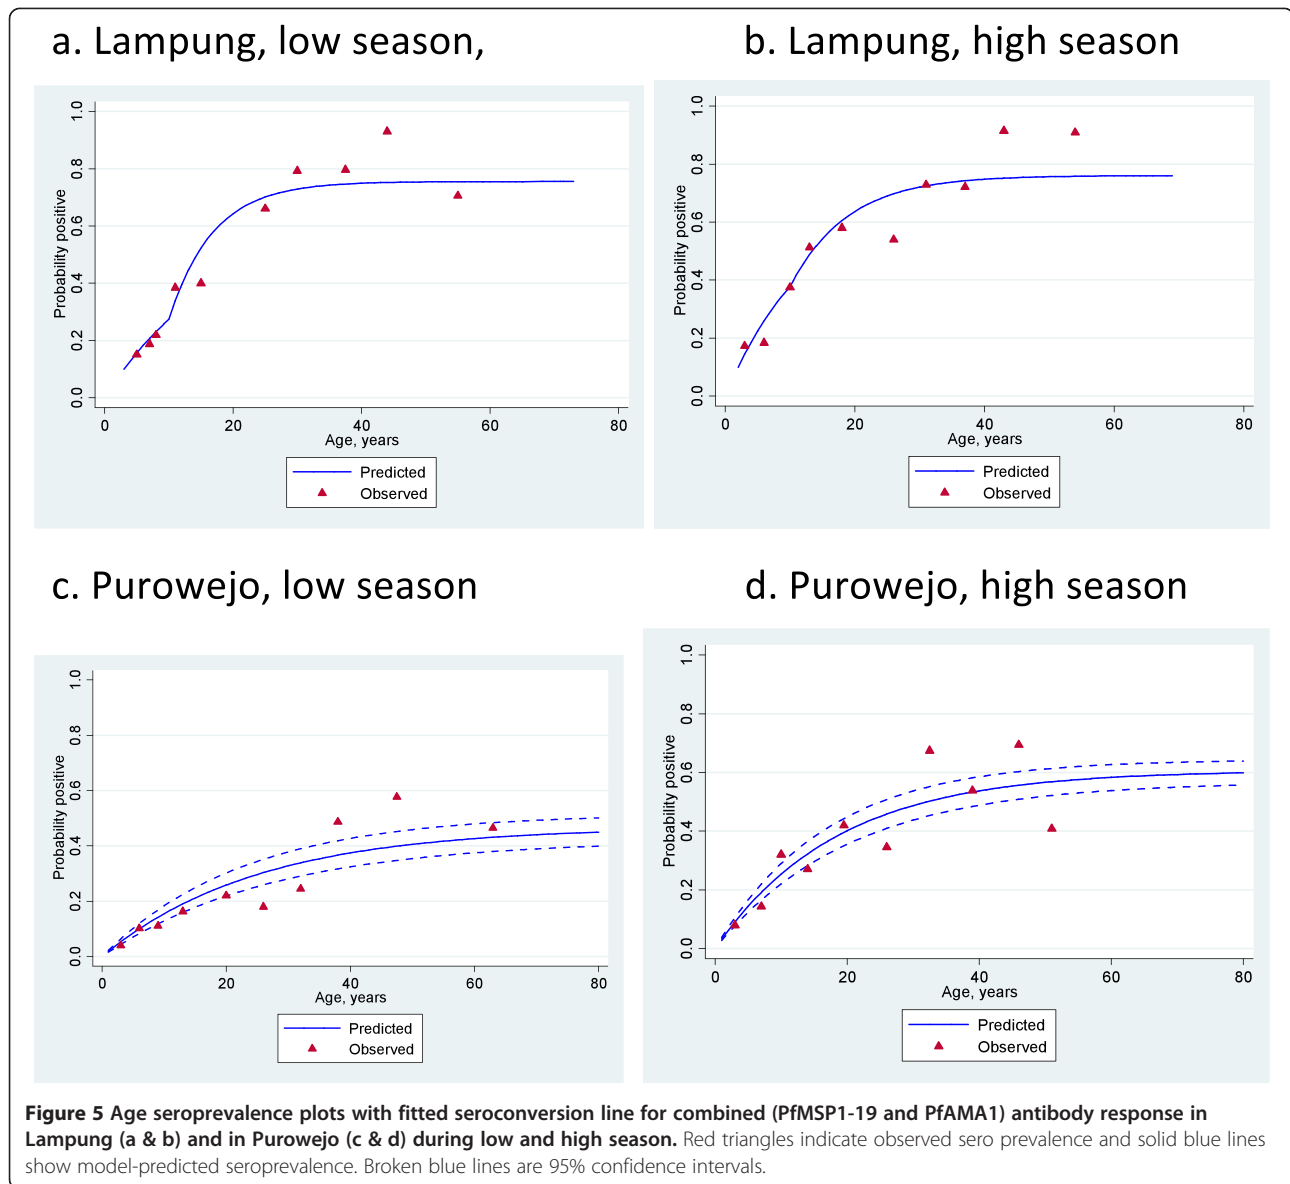 a. Lampung, low season,
b. Lampung, high season
Probability positive
1.0
0.8
0.6
0.4
0.2
0.0
0 20 40 60 80
Age, years
Predicted
Observed
Probability positive
1.0
0.8
0.6
0.4
0.2
0.0
0 20 40 60 80
Age, years
Predicted
Observed
c. Purowejo, low season
d. Purowejo, high season
Probability positive
1.0
0.8
0.6
0.4
0.2
0.0
0 20 40 60 80
Age, years
Predicted
Observed
Probability positive
1.0
0.8
0.6
0.4
0.2
0.0
0 20 40 60 80
Age, years
Predicted
Observed
Figure 5 Age seroprevalence plots with fitted seroconversion line for combined (PfMSP1-19 and PfAMA1) antibody response in
Lampung (a & b) and in Purowejo (c & d) during low and high season. Red triangles indicate observed sero prevalence and solid blue lines
show model-predicted seroprevalence. Broken blue lines are 95% confidence intervals.